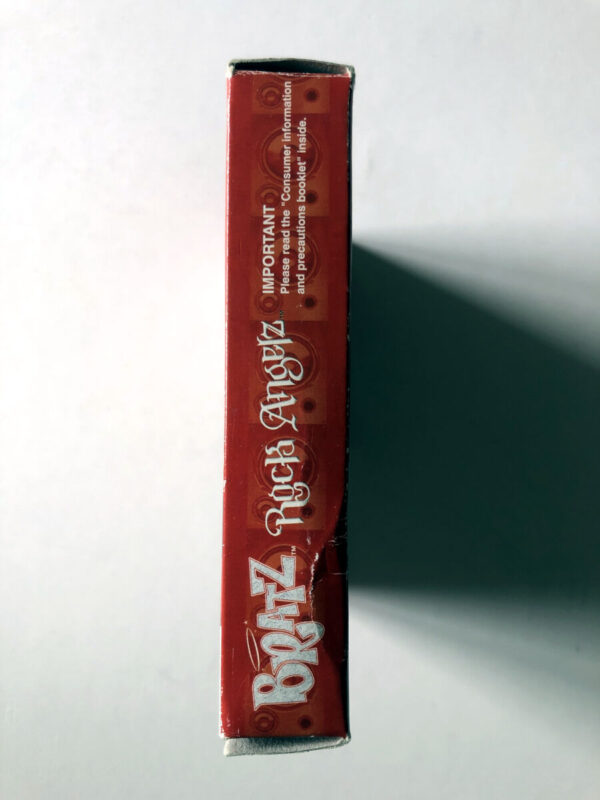 BRATZ™
Rock Angelz™
IMPORTANT
Please read the "Consumer information
and precautions booklet" inside.